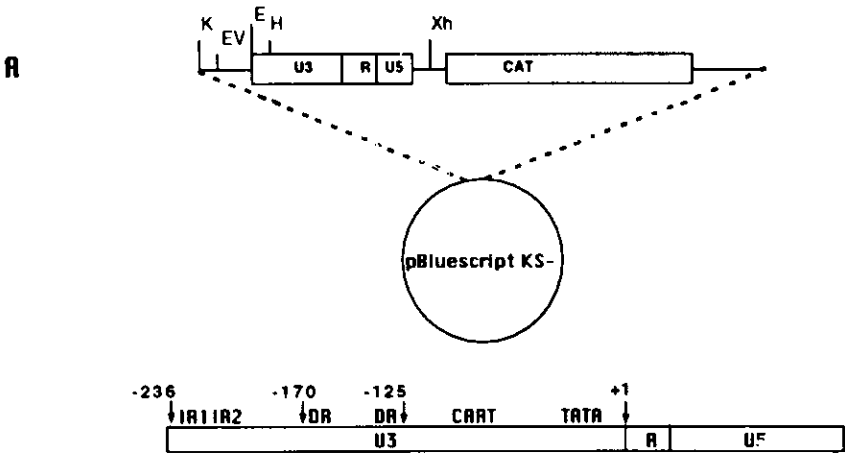 A
K EV E H Xh
U3 R U5 CAT
pBluescript KS-
-236 -170 -125 +1
IR1 IR2 DR DR CAAT TATA
U3 R U5